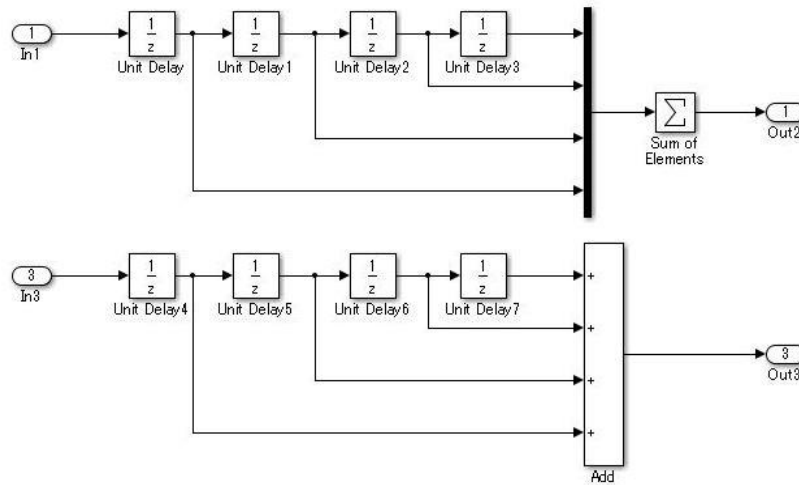 1
In1
1
z
Unit Delay
1
z
Unit Delay1
1
z
Unit Delay2
1
z
Unit Delay3
Σ
Sum of
Elements
1
Out2
3
In3
1
z
Unit Delay4
1
z
Unit Delay5
1
z
Unit Delay6
1
z
Unit Delay7
+
+
+
+
Add
3
Out3